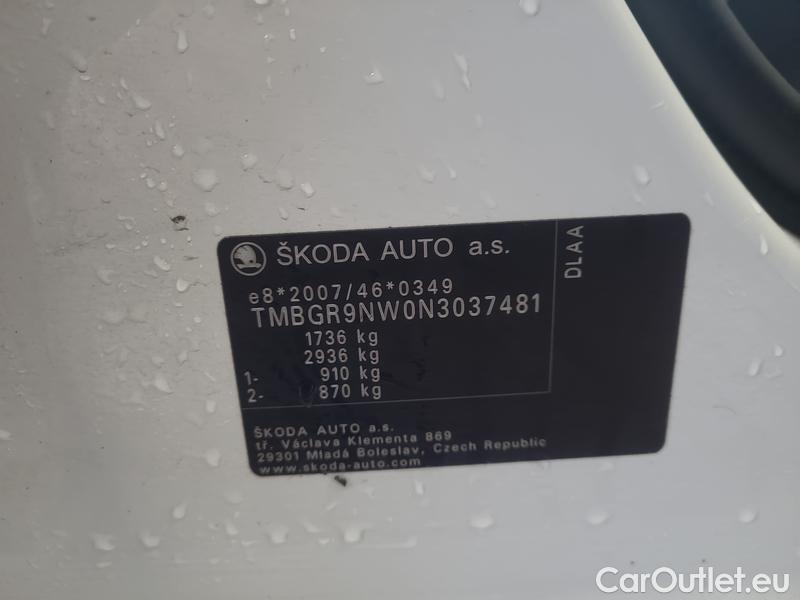 ŠKODA AUTO a.s.
DLAA
e8*2007/46*0349
TMBGR9NW0N3037481
1736 kg
2936 kg
1- 910 kg
2- 870 kg
ŠKODA AUTO a.s.
tř. Václava Klementa 869
29301 Mladá Boleslav, Czech Republic
www.skoda-auto.com
CarOutlet.eu